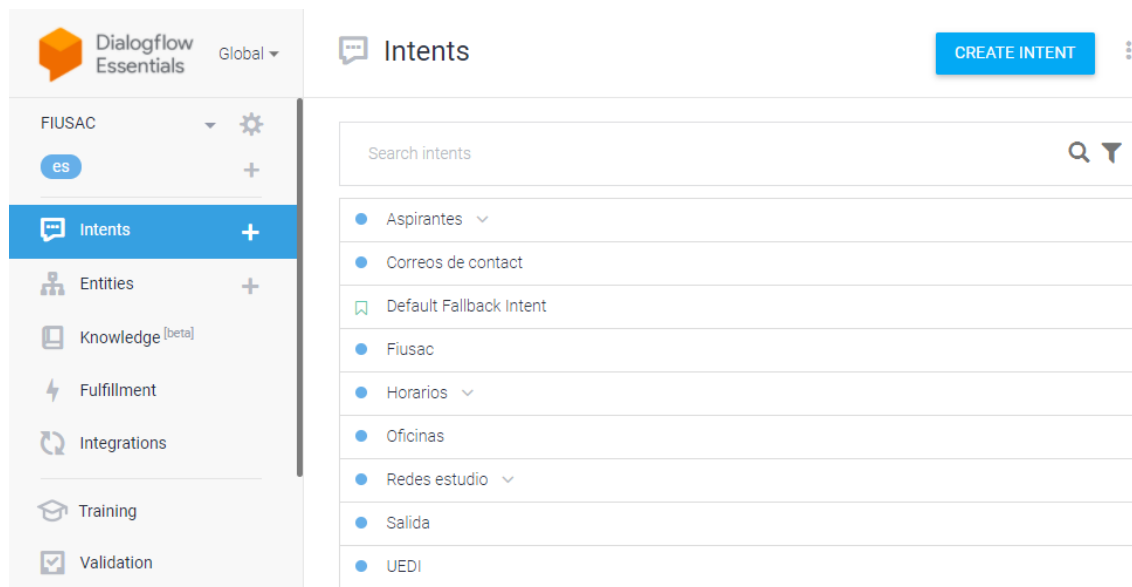 Dialogflow
Essentials
Global
Intents
CREATE INTENT
FIUSAC
es
Search intents
Intents
Entities
Knowledge [beta]
Fulfillment
Integrations
Training
Validation
Aspirantes
Correos de contact
Default Fallback Intent
Fiusac
Horarios
Oficinas
Redes estudio
Salida
UEDI